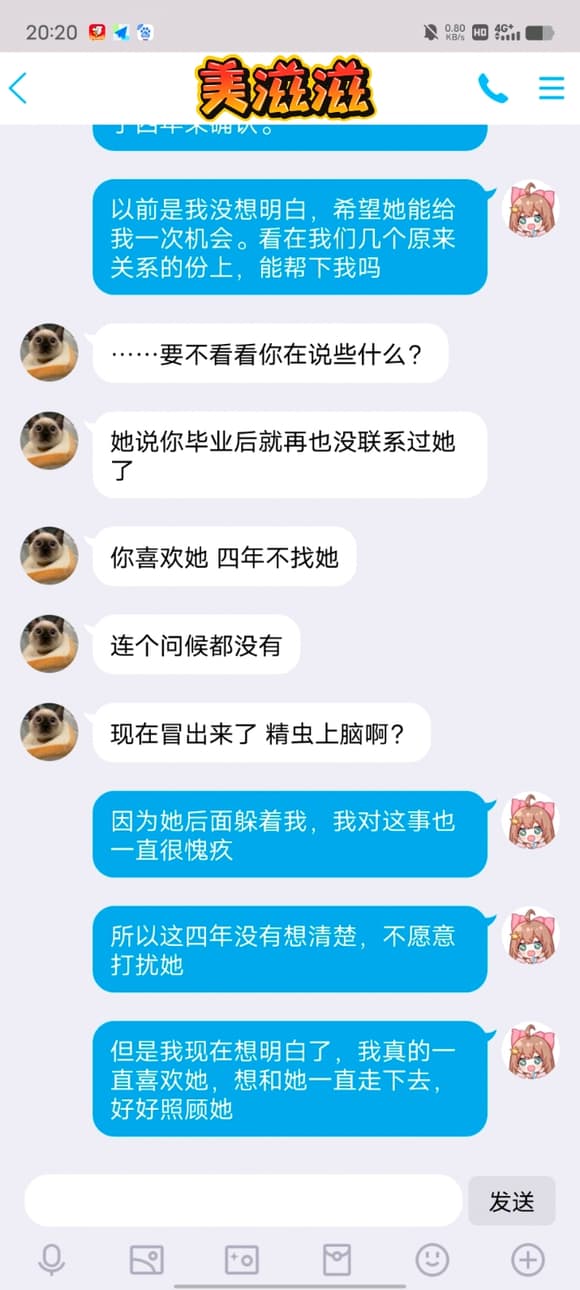 20:20
0.80
KB/s
HD
4G+
美滋滋
了四年来确认。
以前是我没想明白，希望她能给
我一次机会。看在我们几个原来
关系的份上，能帮下我吗
······要不看看你在说些什么？
她说你毕业后就再也没联系过她
了
你喜欢她 四年不找她
连个问候都没有
现在冒出来了 精虫上脑啊？
因为她后面躲着我，我对这事也
一直很愧疚
所以这四年没有想清楚，不愿意
打扰她
但是我现在想明白了，我真的一
直喜欢她，想和她一直走下去，
好好照顾她
发送